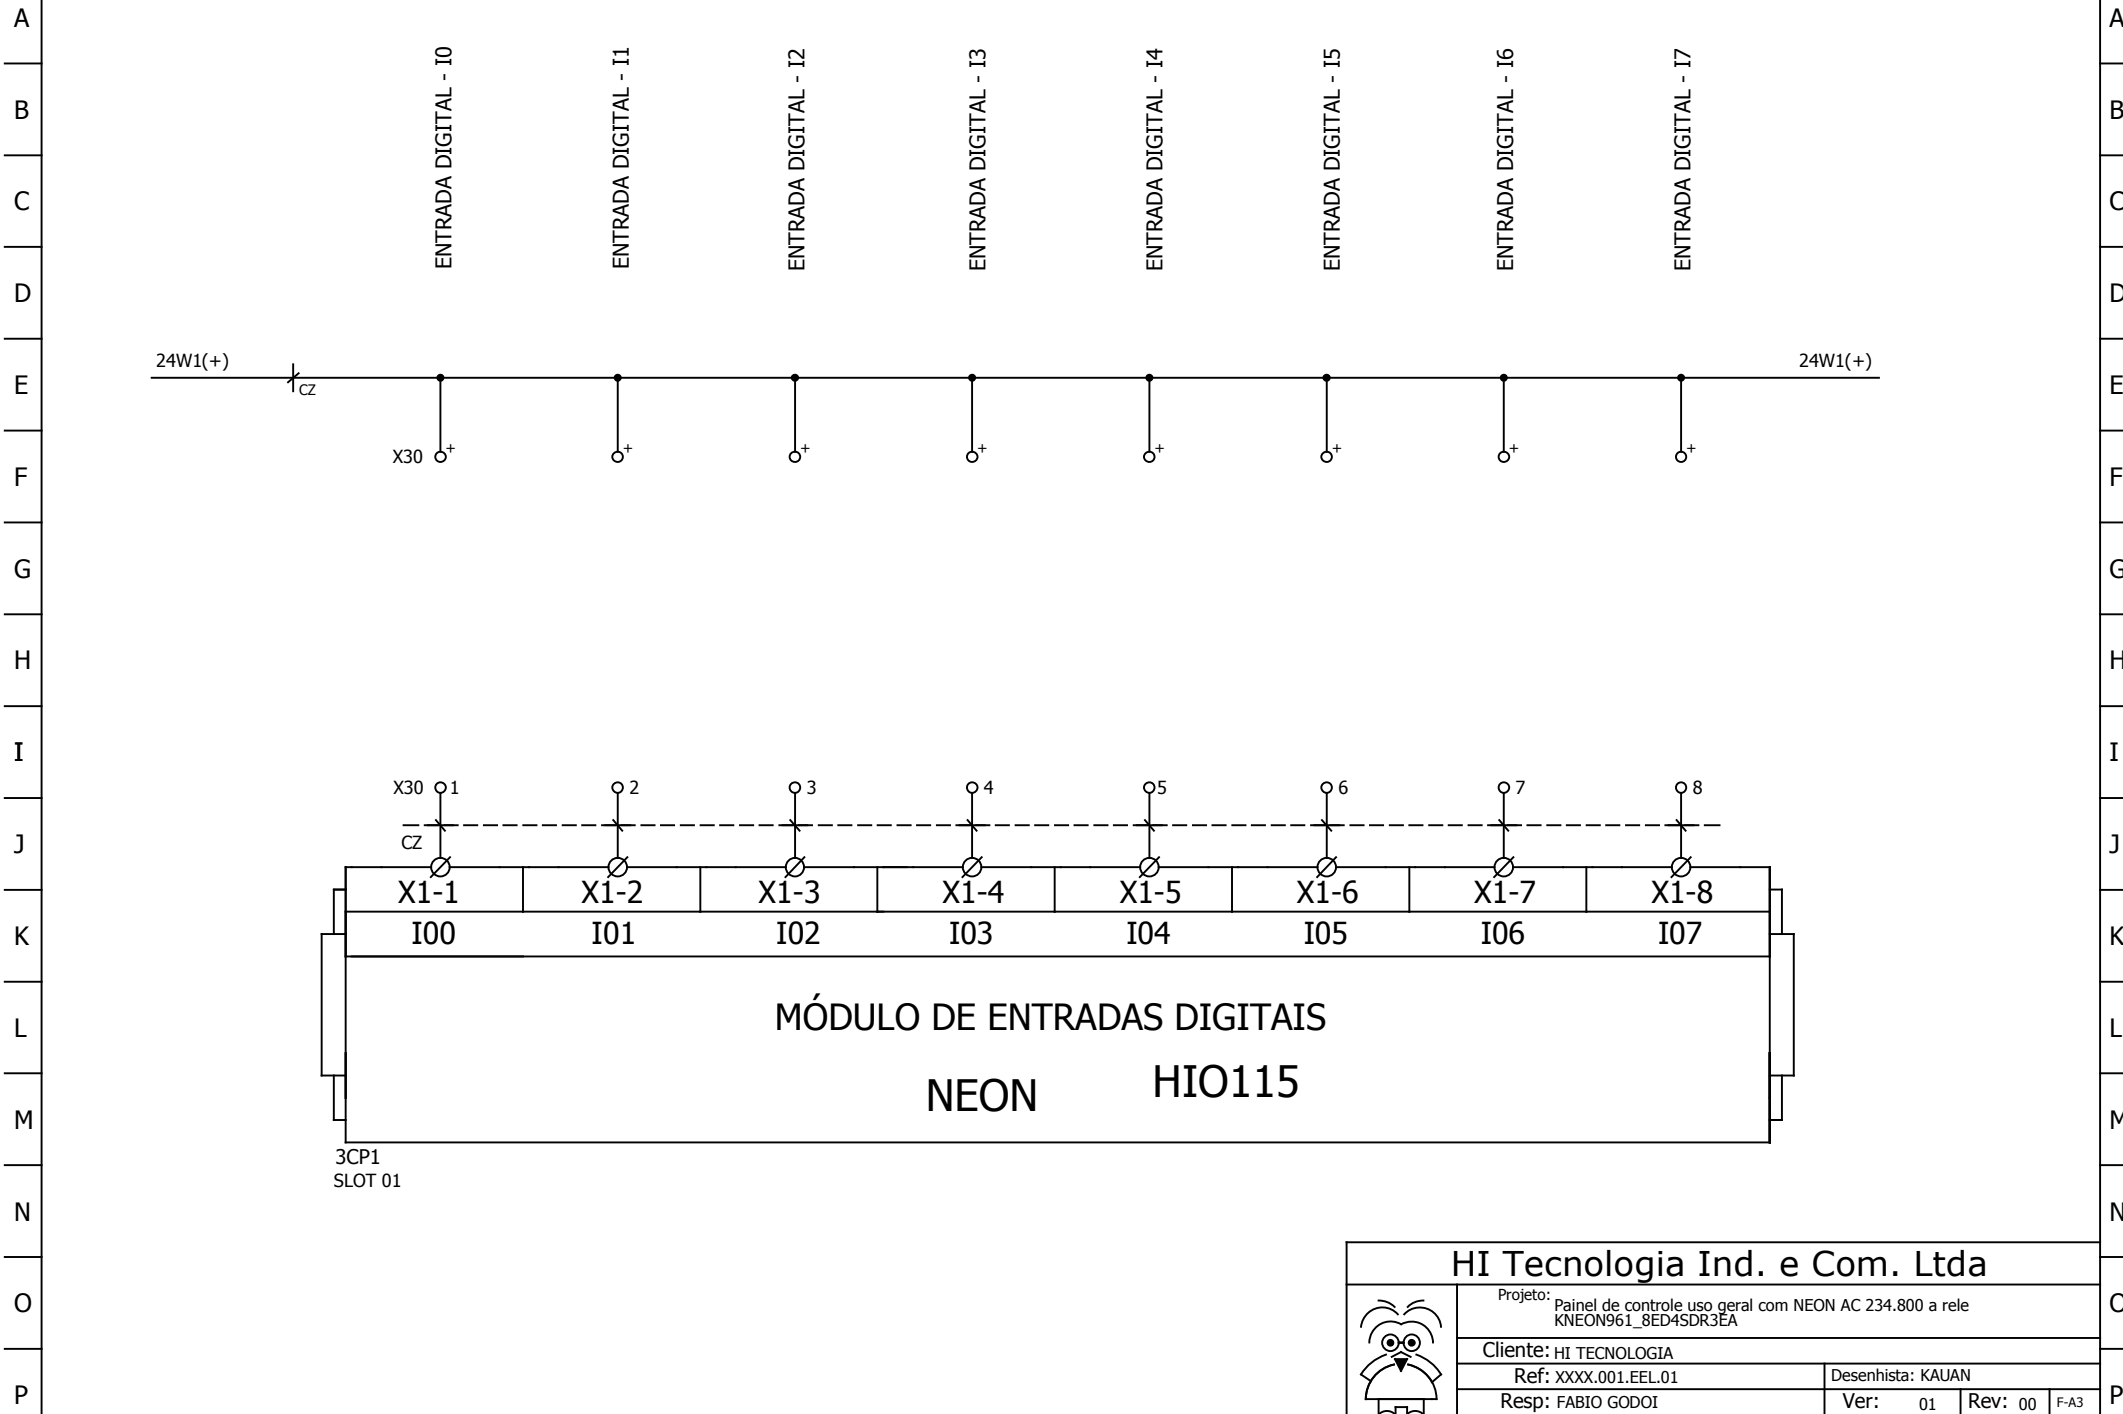 A A
ENTRADA DIGITAL - I0
ENTRADA DIGITAL - I1
ENTRADA DIGITAL - I2
ENTRADA DIGITAL - I3
ENTRADA DIGITAL - I4
ENTRADA DIGITAL - I5
ENTRADA DIGITAL - I6
ENTRADA DIGITAL - I7
B B
C C
D D
24W1(+) 24W1(+)
E CZ E
X30 + + + + + + + +
F F
G G
H H
I I
X30 1 2 3 4 5 6 7 8
J CZ J
X1-1 X1-2 X1-3 X1-4 X1-5 X1-6 X1-7 X1-8
K I00 I01 I02 I03 I04 I05 I06 I07 K
MÓDULO DE ENTRADAS DIGITAIS
L L
NEON HIO115
M M
3CP1
SLOT 01
N N
HI Tecnologia Ind. e Com. Ltda
O O
Projeto: Painel de controle uso geral com NEON AC 234.800 a rele
KNEON961_8ED4SDR3EA
Cliente: HI TECNOLOGIA
Ref: XXXX.001.EEL.01 Desenhista: KAUAN
P P
Resp: FABIO GODOI Ver: 01 Rev: 00 F-A3